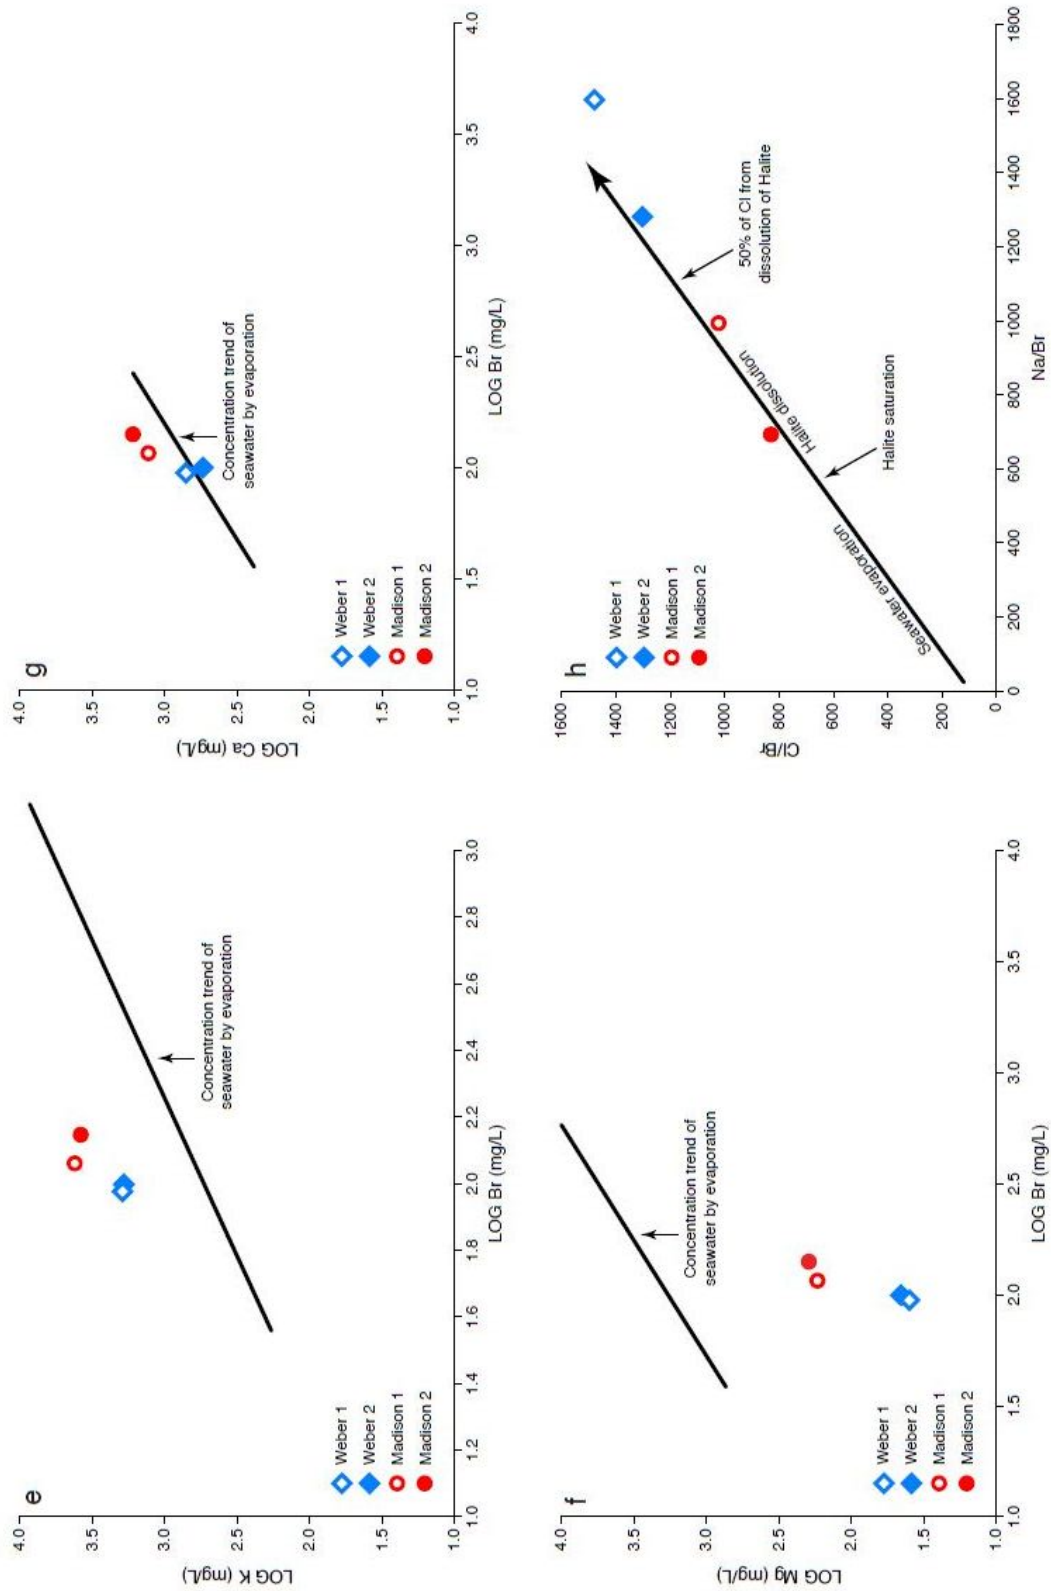 e
4.0
3.5
3.0
2.5
2.0
1.5
1.0
LOG K (mg/L)
Concentration trend of
seawater by evaporation
Weber 1
Weber 2
Madison 1
Madison 2
1.0
1.2
1.4
1.6
1.8
2.0
2.2
2.4
2.6
2.8
3.0
LOG Br (mg/L)
g
4.0
3.5
3.0
2.5
2.0
1.5
1.0
LOG Ca (mg/L)
Concentration trend of
seawater by evaporation
Weber 1
Weber 2
Madison 1
Madison 2
1.0
1.5
2.0
2.5
3.0
3.5
4.0
LOG Br (mg/L)
f
4.0
3.5
3.0
2.5
2.0
1.5
1.0
LOG Mg (mg/L)
Concentration trend of
seawater by evaporation
Weber 1
Weber 2
Madison 1
Madison 2
1.0
1.5
2.0
2.5
3.0
3.5
4.0
LOG Br (mg/L)
h
1600
1400
1200
1000
800
600
400
200
0
Cl/Br
Weber 1
Weber 2
Madison 1
Madison 2
50% of Cl from
dissolution of Halite
Halite dissolution
Halite saturation
Seawater evaporation
0
200
400
600
800
1000
1200
1400
1600
1800
Na/Br